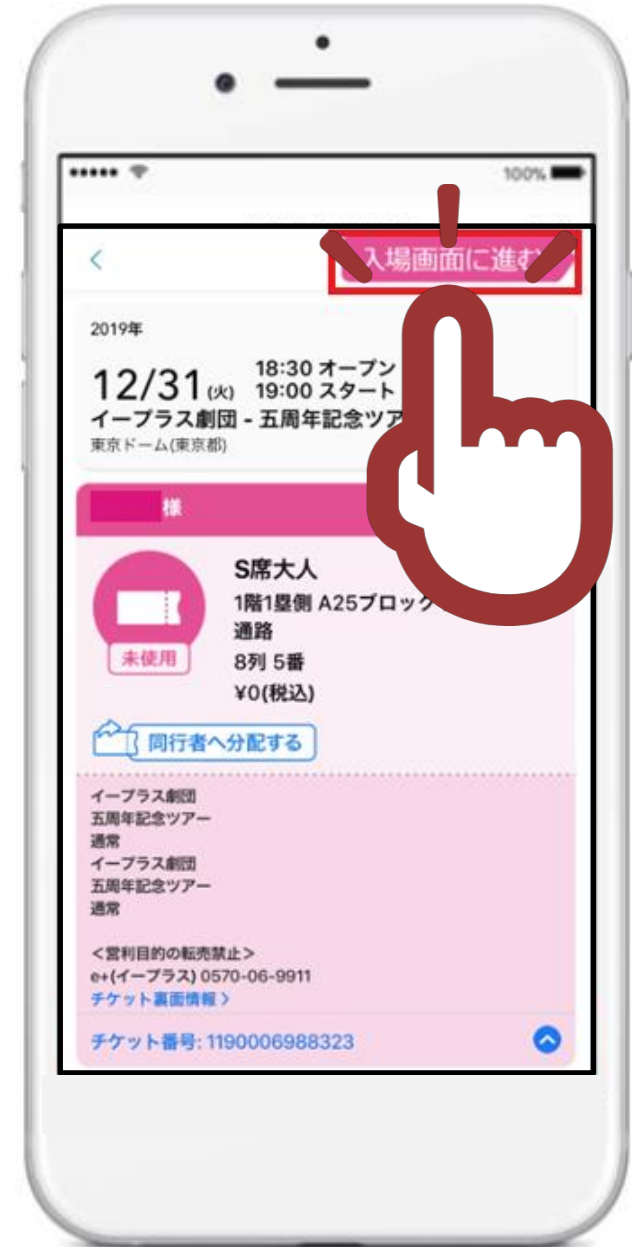 100%
入場画面に進む
2019年
12/31(火) 18:30 オープン
19:00 スタート
イープラス劇団 - 五周年記念ツア
東京ドーム(東京都)
様
S席大人
1階1塁側 A25ブロック
通路
8列 5番
¥0(税込)
未使用
同行者へ分配する
イープラス劇団
五周年記念ツアー
通常
イープラス劇団
五周年記念ツアー
通常
<営利目的の転売禁止>
e+(イープラス) 0570-06-9911
チケット裏面情報 〉
チケット番号: 1190006988323